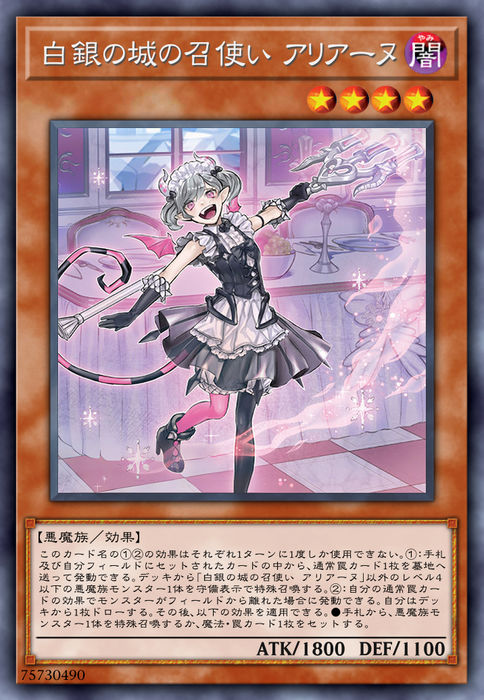 白銀の城の召使い アリアーヌ
やみ
闇
【悪魔族／効果】
このカード名の①②の効果はそれぞれ1ターンに1度しか使用できない。①：手札
及び自分フィールドにセットされたカードの中から、通常罠カード1枚を墓地へ
送って発動できる。デッキから「白銀の城の召使い アリアーヌ」以外のレベル4
以下の悪魔族モンスター1体を守備表示で特殊召喚する。②：自分の通常罠カー
ドの効果でモンスターがフィールドから離れた場合に発動できる。自分はデッ
キから1枚ドローする。その後、以下の効果を適用できる。●手札から、悪魔族モ
ンスター1体を特殊召喚するか、魔法・罠カード1枚をセットする。
ATK/1800 DEF/1100
75730490